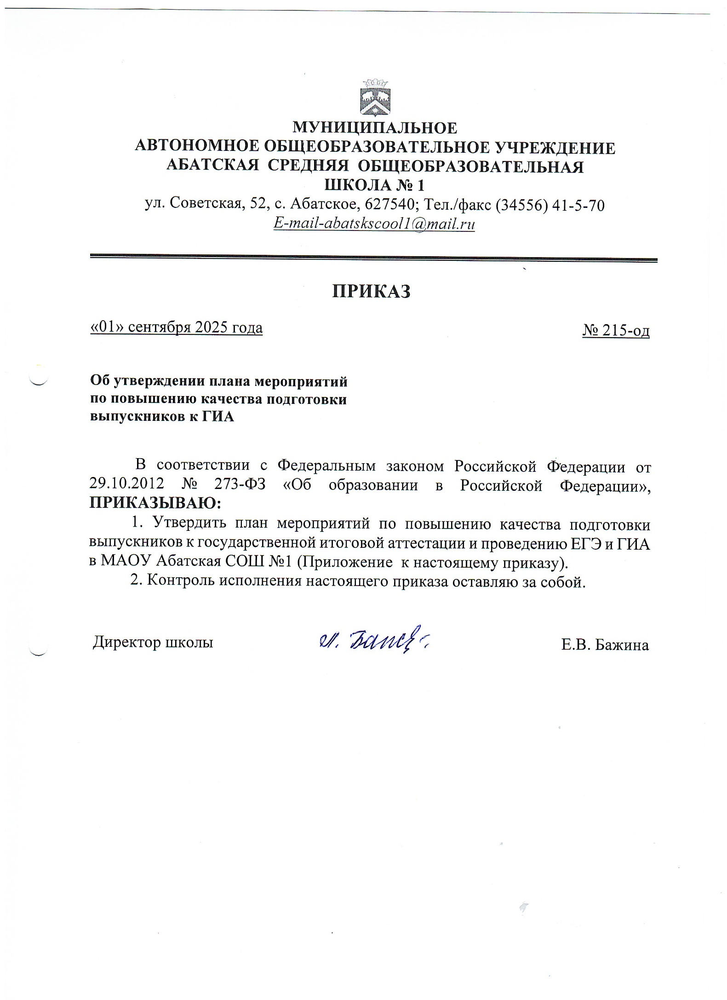 МУНИЦИПАЛЬНОЕ
АВТОНОМНОЕ ОБЩЕОБРАЗОВАТЕЛЬНОЕ УЧРЕЖДЕНИЕ
АБАТСКАЯ СРЕДНЯЯ ОБЩЕОБРАЗОВАТЕЛЬНАЯ
ШКОЛА № 1
ул. Советская, 52, с. Абатское, 627540; Тел./факс (34556) 41-5-70
E-mail-abatskscool1@mail.ru
ПРИКАЗ
«01» сентября 2025 года № 215-од
Об утверждении плана мероприятий
по повышению качества подготовки
выпускников к ГИА
В соответствии с Федеральным законом Российской Федерации от
29.10.2012 № 273-ФЗ «Об образовании в Российской Федерации»,
ПРИКАЗЫВАЮ:
1. Утвердить план мероприятий по повышению качества подготовки
выпускников к государственной итоговой аттестации и проведению ЕГЭ и ГИА
в МАОУ Абатская СОШ №1 (Приложение к настоящему приказу).
2. Контроль исполнения настоящего приказа оставляю за собой.
Директор школы Е.В. Бажина